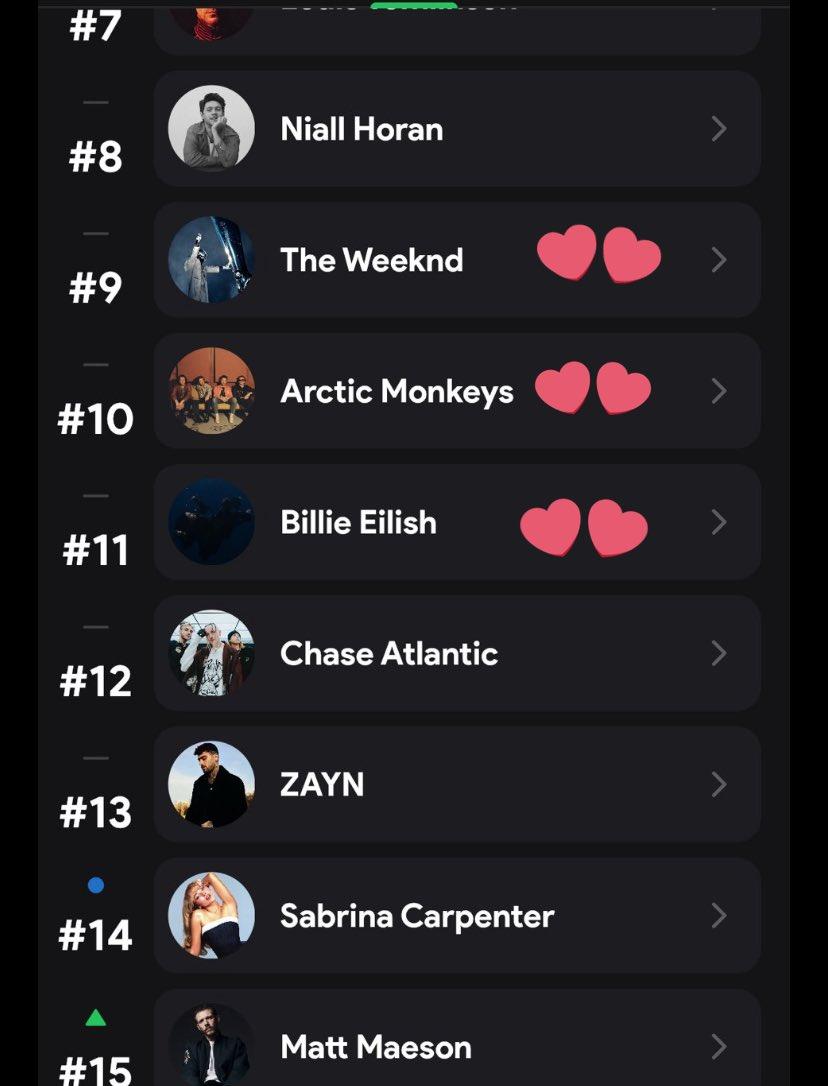 #7
#8
Niall Horan
#9
The Weeknd
#10
Arctic Monkeys
#11
Billie Eilish
#12
Chase Atlantic
#13
ZAYN
#14
Sabrina Carpenter
#15
Matt Maeson